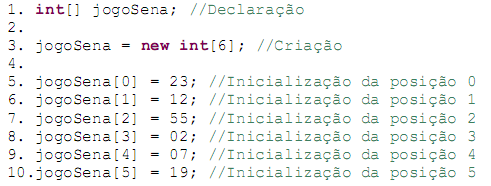 1. int[] jogoSena; //Declaração
2.
3. jogoSena = new int[6]; //Criação
4.
5. jogoSena[0] = 23; //Inicialização da posição 0
6. jogoSena[1] = 12; //Inicialização da posição 1
7. jogoSena[2] = 55; //Inicialização da posição 2
8. jogoSena[3] = 02; //Inicialização da posição 3
9. jogoSena[4] = 07; //Inicialização da posição 4
10.jogoSena[5] = 19; //Inicialização da posição 5